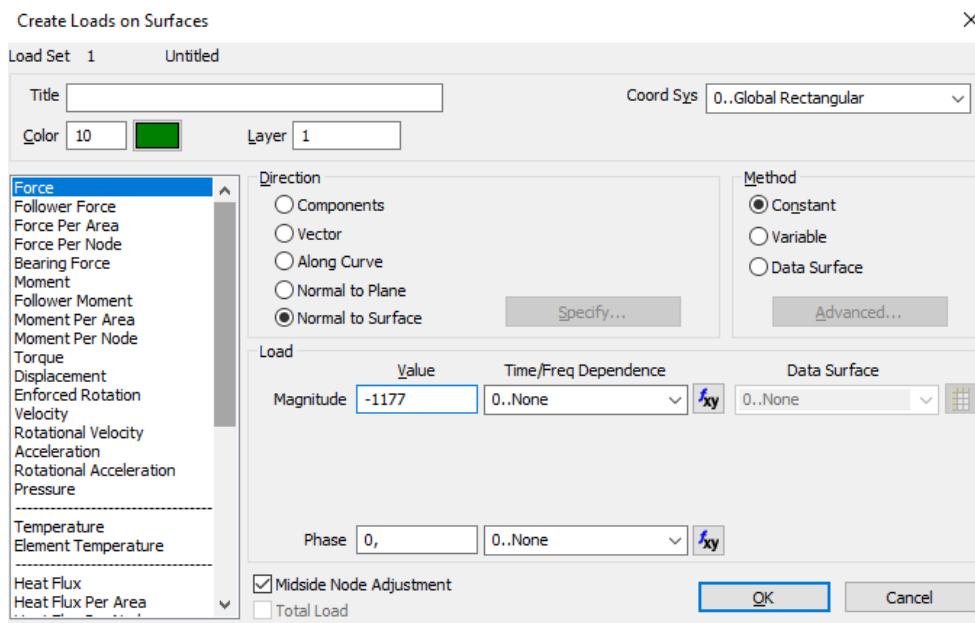 Create Loads on Surfaces
Load Set 1 Untitled
Title
Coord Sys 0..Global Rectangular
Color 10
Layer 1
Force
Follower Force
Force Per Area
Force Per Node
Bearing Force
Moment
Follower Moment
Moment Per Area
Moment Per Node
Torque
Displacement
Enforced Rotation
Velocity
Rotational Velocity
Acceleration
Rotational Acceleration
Pressure
----------------------------------
Temperature
Element Temperature
----------------------------------
Heat Flux
Heat Flux Per Area
Direction
Components
Vector
Along Curve
Normal to Plane
Normal to Surface
Specify...
Method
Constant
Variable
Data Surface
Advanced...
Load
Value Time/Freq Dependence Data Surface
Magnitude -1177 0..None fxy 0..None
Phase 0, 0..None fxy
Midside Node Adjustment
Total Load
OK Cancel